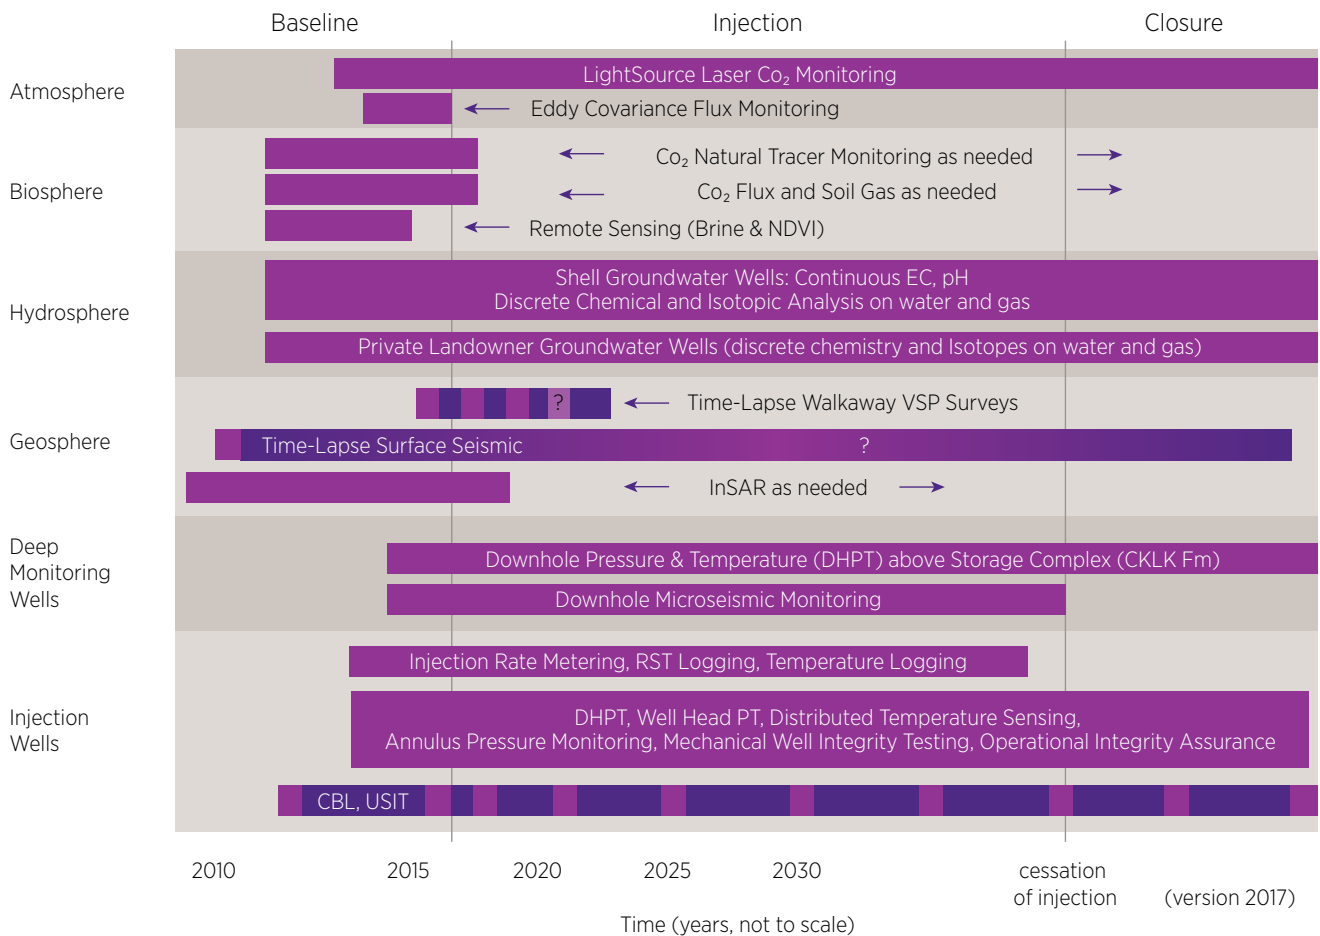 Baseline
Injection
Closure
Atmosphere
LightSource Laser Co₂ Monitoring
Eddy Covariance Flux Monitoring
Biosphere
Co₂ Natural Tracer Monitoring as needed
Co₂ Flux and Soil Gas as needed
Remote Sensing (Brine & NDVI)
Hydrosphere
Shell Groundwater Wells: Continuous EC, pH
Discrete Chemical and Isotopic Analysis on water and gas
Private Landowner Groundwater Wells (discrete chemistry and Isotopes on water and gas)
Geosphere
?
Time-Lapse Walkaway VSP Surveys
Time-Lapse Surface Seismic
?
InSAR as needed
Deep
Monitoring
Wells
Downhole Pressure & Temperature (DHPT) above Storage Complex (CKLK Fm)
Downhole Microseismic Monitoring
Injection
Wells
Injection Rate Metering, RST Logging, Temperature Logging
DHPT, Well Head PT, Distributed Temperature Sensing,
Annulus Pressure Monitoring, Mechanical Well Integrity Testing, Operational Integrity Assurance
CBL, USIT
2010
2015
2020
2025
2030
cessation
of injection
(version 2017)
Time (years, not to scale)